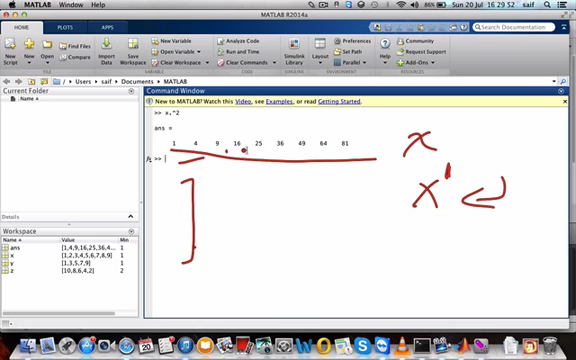 MATLAB Window Help 86% Sun 20 Jul 16:29:52 saif
MATLAB R2014a
HOME PLOTS APPS
Search Documentation
New Script New Open Find Files Compare Import Data Save Workspace New Variable Open Variable Clear Workspace Analyze Code Run and Time Clear Commands Simulink Library Layout Preferences Set Path Parallel Help Community Request Support Add-Ons
FILE VARIABLE CODE SIMULINK ENVIRONMENT RESOURCES
/ Users saif Documents MATLAB
Current Folder
Name
Details
Workspace
Name Value Min
ans [1,4,9,16,25,36,4... 1
x [1,2,3,4,5,6,7,8,9] 1
y [1,3,5,7,9] 1
z [10,8,6,4,2] 2
Command Window
New to MATLAB? Watch this Video, see Examples, or read Getting Started.
>> x.^2
ans =
1 4 9 16 25 36 49 64 81
fx >>
x
x'